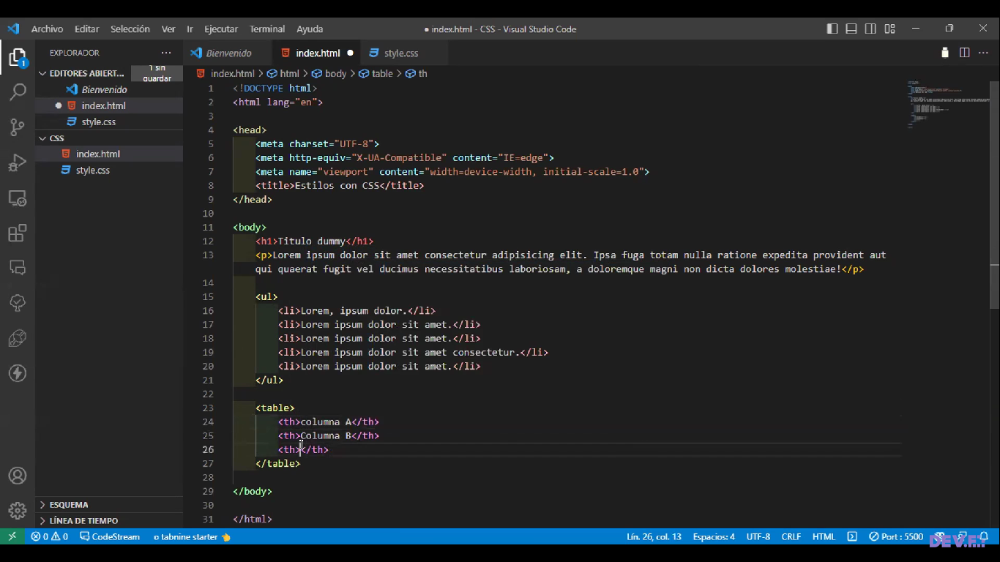 Archivo Editar Selección Ver Ir Ejecutar Terminal Ayuda
● index.html - CSS - Visual Studio Code
EXPLORADOR
Bienvenido index.html style.css
EDITORES ABIERT... 1 sin guardar
index.html > html > body > table > th
Bienvenido
index.html
style.css
CSS
index.html
style.css
1 <!DOCTYPE html>
2 <html lang="en">
3
4 <head>
5 <meta charset="UTF-8">
6 <meta http-equiv="X-UA-Compatible" content="IE=edge">
7 <meta name="viewport" content="width=device-width, initial-scale=1.0">
8 <title>Estilos con CSS</title>
9 </head>
10
11 <body>
12 <h1>Titulo dummy</h1>
13 <p>Lorem ipsum dolor sit amet consectetur adipisicing elit. Ipsa fuga totam nulla ratione expedita provident aut
qui quaerat fugit vel ducimus necessitatibus laboriosam, a doloremque magni non dicta dolores molestiae!</p>
14
15 <ul>
16 <li>Lorem, ipsum dolor.</li>
17 <li>Lorem ipsum dolor sit amet.</li>
18 <li>Lorem ipsum dolor sit amet.</li>
19 <li>Lorem ipsum dolor sit amet consectetur.</li>
20 <li>Lorem ipsum dolor sit amet.</li>
21 </ul>
22
23 <table>
24 <th>columna A</th>
25 <th>Columna B</th>
26 <th></th>
27 </table>
28
29 </body>
30
31 </html>
ESQUEMA
LÍNEA DE TIEMPO
0 0 CodeStream tabnine starter Lín. 26, col. 13 Espacios: 4 UTF-8 CRLF HTML Port : 5500
1
DEV.F: